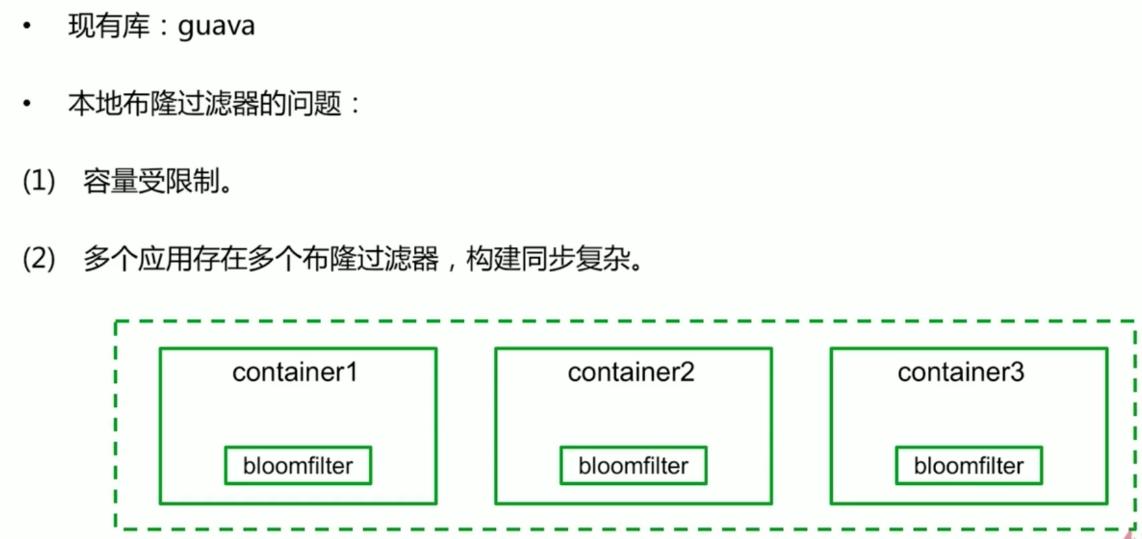 • 现有库：guava
• 本地布隆过滤器的问题：
(1) 容量受限制。
(2) 多个应用存在多个布隆过滤器，构建同步复杂。
container1 container2 container3
bloomfilter bloomfilter bloomfilter